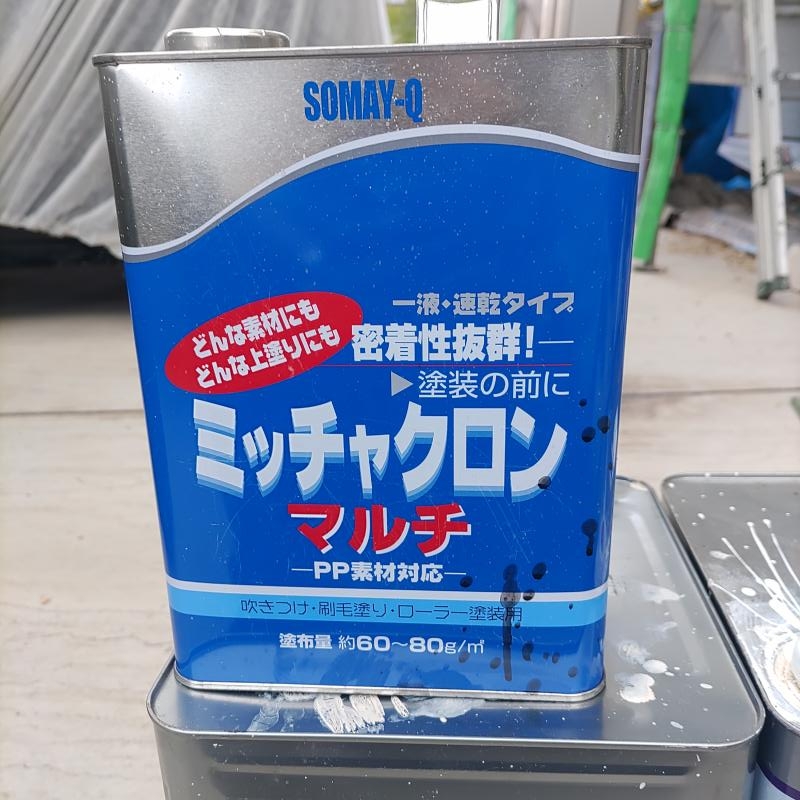 SOMAY-Q
一液・速乾タイプ
どんな素材にも
どんな上塗りにも
密着性抜群!
▶塗装の前に
ミッチャクロン
マルチ
PP素材対応
吹きつけ・刷毛塗り・ローラー塗装用
塗布量 約60〜80g/㎡